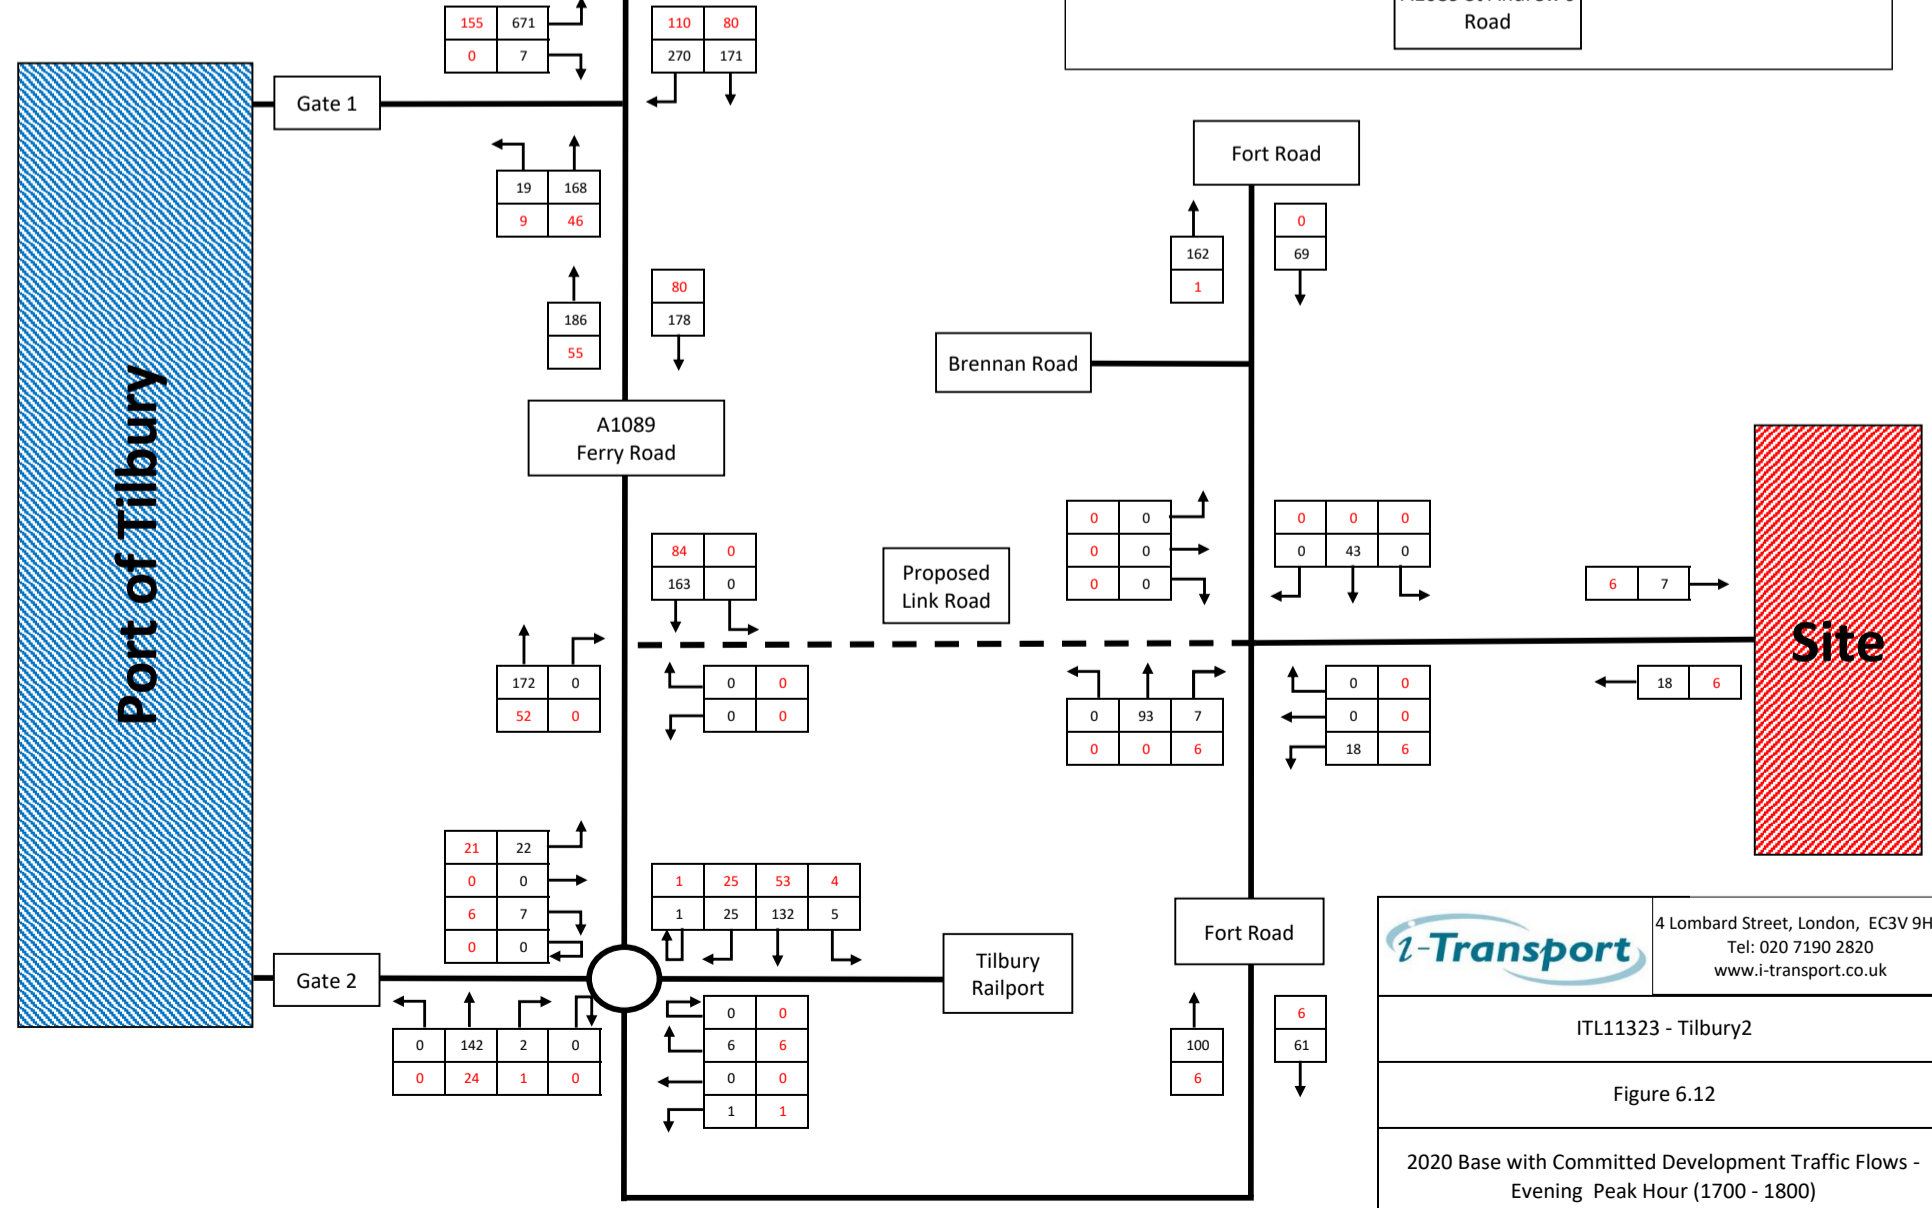 Road
155 671
0 7
110 80
270 171
Gate 1
19 168
9 46
Fort Road
162
1
0
69
186
55
80
178
Brennan Road
A1089
Ferry Road
Port of Tilbury
84 0
163 0
Proposed
Link Road
0 0
0 0
0 0
0 0 0
0 43 0
6 7
Site
172 0
52 0
0 0
0 0
0 93 7
0 0 6
0 0
0 0
18 6
18 6
21 22
0 0
6 7
0 0
1 25 53 4
1 25 132 5
Gate 2
Tilbury
Railport
0 142 2 0
0 24 1 0
0 0
6 6
0 0
1 1
Fort Road
100
6
6
61
i-Transport
4 Lombard Street, London, EC3V 9H
Tel: 020 7190 2820
www.i-transport.co.uk
ITL11323 - Tilbury2
Figure 6.12
2020 Base with Committed Development Traffic Flows -
Evening Peak Hour (1700 - 1800)